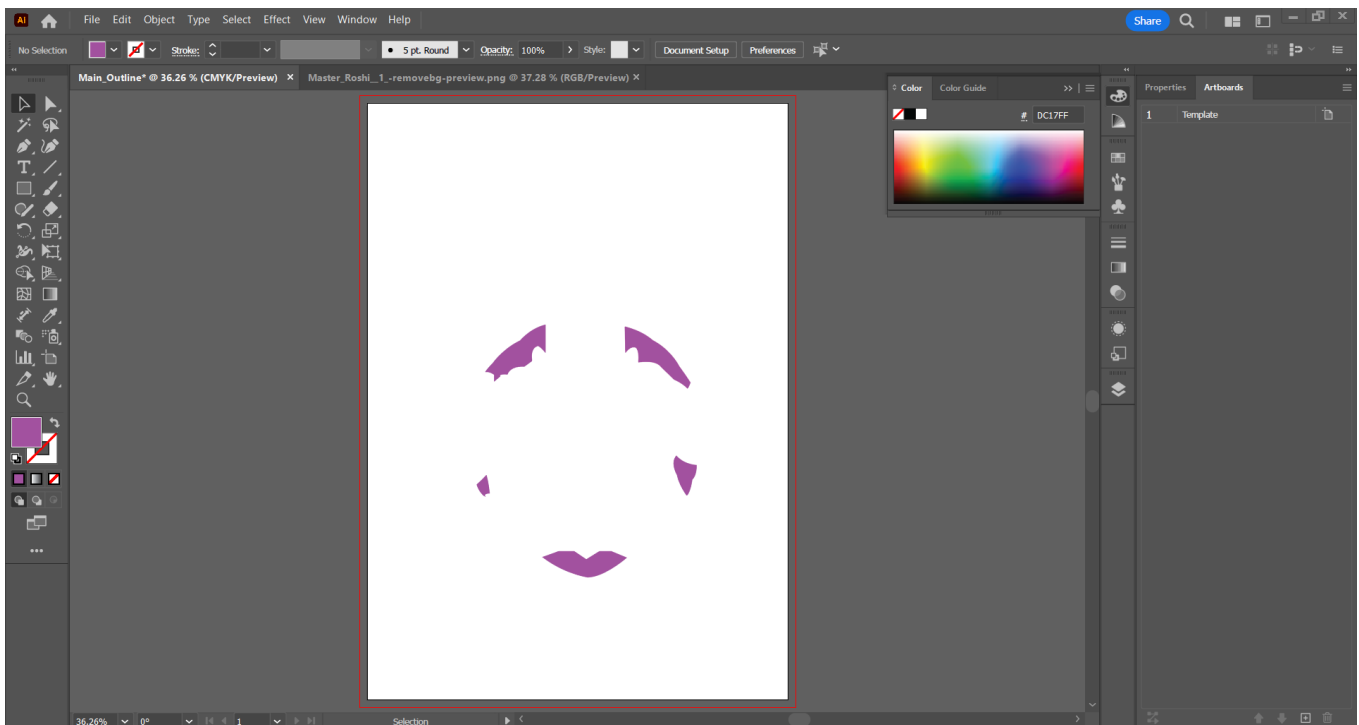 Ai File Edit Object Type Select Effect View Window Help Share
No Selection Stroke: 5 pt. Round Opacity: 100% Style: Document Setup Preferences
Main_Outline* @ 36.26 % (CMYK/Preview) × Master_Roshi__1_-removebg-preview.png @ 37.28 % (RGB/Preview) ×
Color Color Guide
Properties Artboards
# DC17FF
1 Template
36.26% 0° 1 Selection